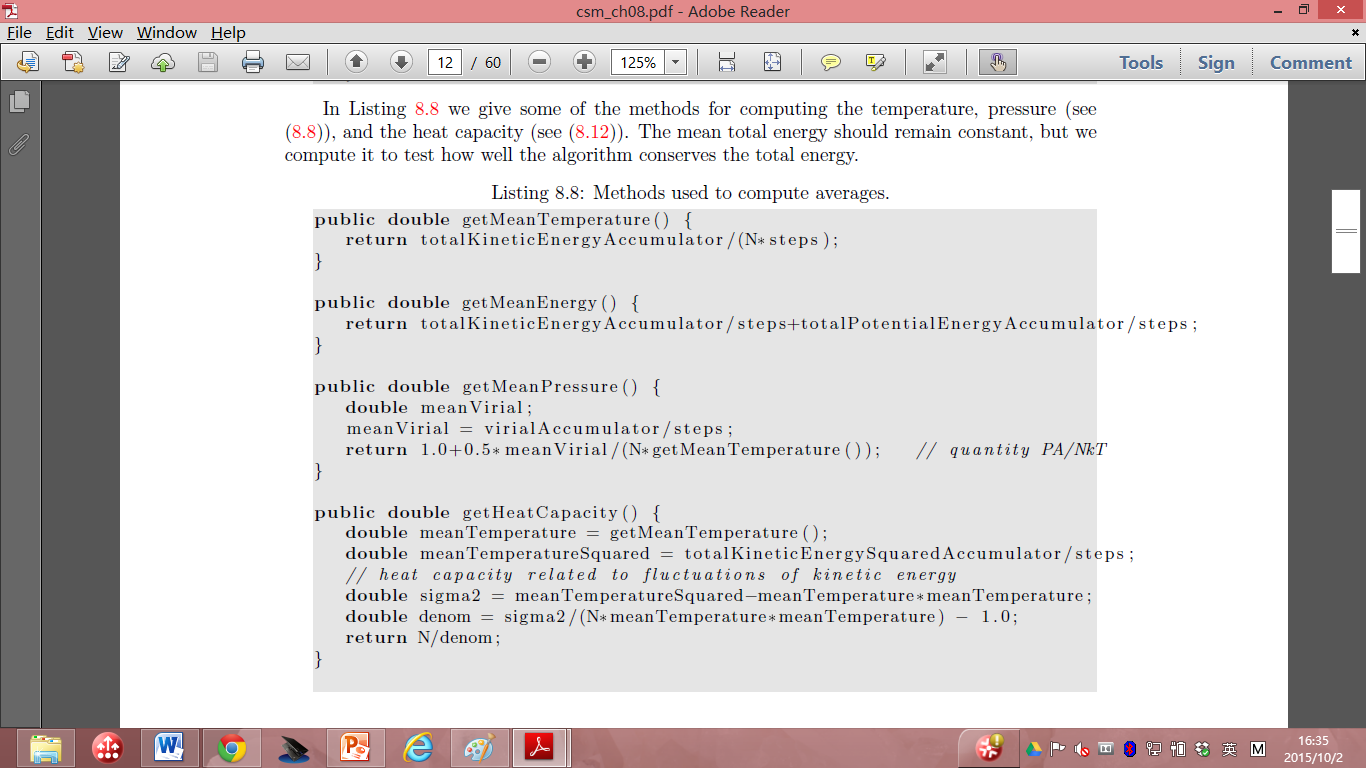 csm_ch08.pdf - Adobe Reader
File Edit View Window Help
12 / 60 125% Tools Sign Comment
In Listing 8.8 we give some of the methods for computing the temperature, pressure (see
(8.8)), and the heat capacity (see (8.12)). The mean total energy should remain constant, but we
compute it to test how well the algorithm conserves the total energy.
Listing 8.8: Methods used to compute averages.
public double getMeanTemperature() {
return totalKineticEnergyAccumulator/(N*steps);
}
public double getMeanEnergy() {
return totalKineticEnergyAccumulator/steps+totalPotentialEnergyAccumulator/steps;
}
public double getMeanPressure() {
double meanVirial;
meanVirial = virialAccumulator/steps;
return 1.0+0.5*meanVirial/(N*getMeanTemperature()); // quantity PA/NkT
}
public double getHeatCapacity() {
double meanTemperature = getMeanTemperature();
double meanTemperatureSquared = totalKineticEnergySquaredAccumulator/steps;
// heat capacity related to fluctuations of kinetic energy
double sigma2 = meanTemperatureSquared-meanTemperature*meanTemperature;
double denom = sigma2/(N*meanTemperature*meanTemperature) - 1.0;
return N/denom;
}
英 M 16:35
2015/10/2